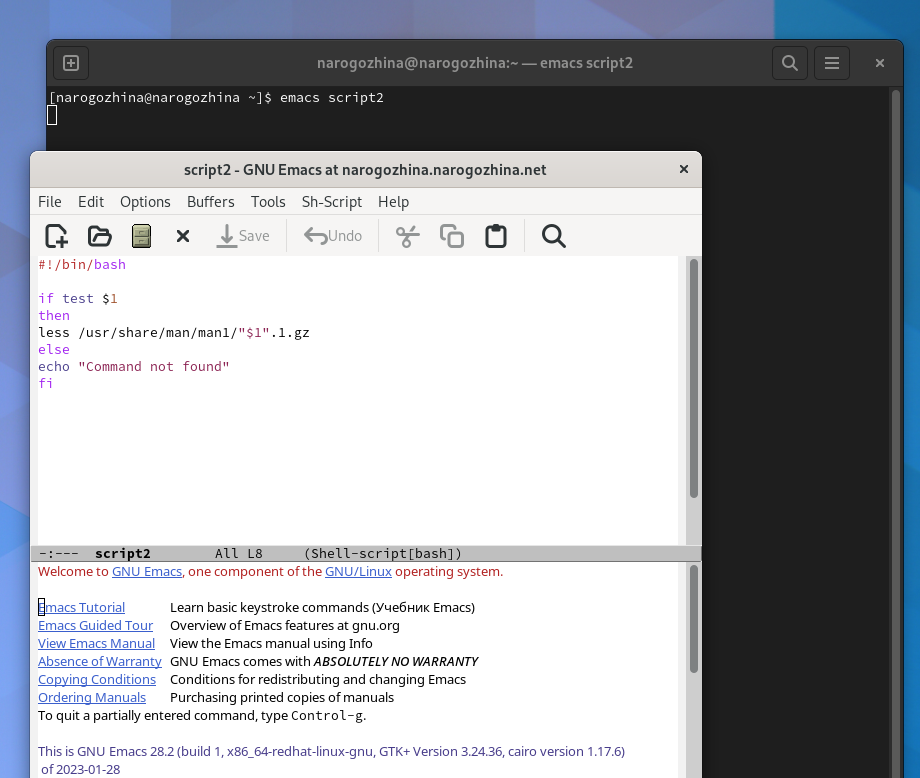 narogozhina@narogozhina:~ — emacs script2
[narogozhina@narogozhina ~]$ emacs script2
script2 - GNU Emacs at narogozhina.narogozhina.net
File Edit Options Buffers Tools Sh-Script Help
Save Undo
#!/bin/bash
if test $1
then
less /usr/share/man/man1/"$1".1.gz
else
echo "Command not found"
fi
-:--- script2 All L8 (Shell-script[bash])
Welcome to GNU Emacs, one component of the GNU/Linux operating system.
Emacs Tutorial Learn basic keystroke commands (Учебник Emacs)
Emacs Guided Tour Overview of Emacs features at gnu.org
View Emacs Manual View the Emacs manual using Info
Absence of Warranty GNU Emacs comes with ABSOLUTELY NO WARRANTY
Copying Conditions Conditions for redistributing and changing Emacs
Ordering Manuals Purchasing printed copies of manuals
To quit a partially entered command, type Control-g.
This is GNU Emacs 28.2 (build 1, x86_64-redhat-linux-gnu, GTK+ Version 3.24.36, cairo version 1.17.6)
of 2023-01-28